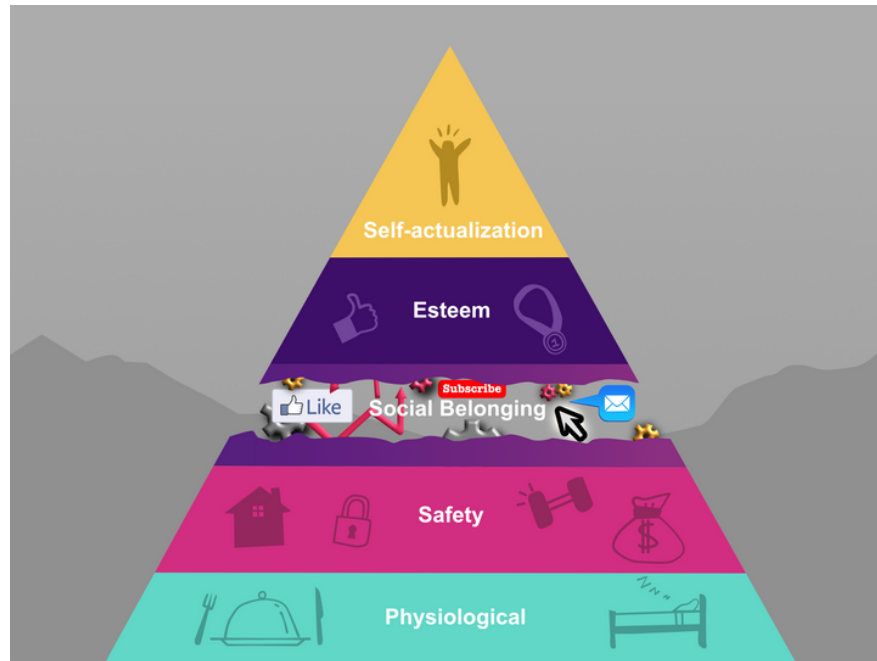 Self-actualization
Esteem
Subscribe
Like
Social Belonging
Safety
$
Physiological